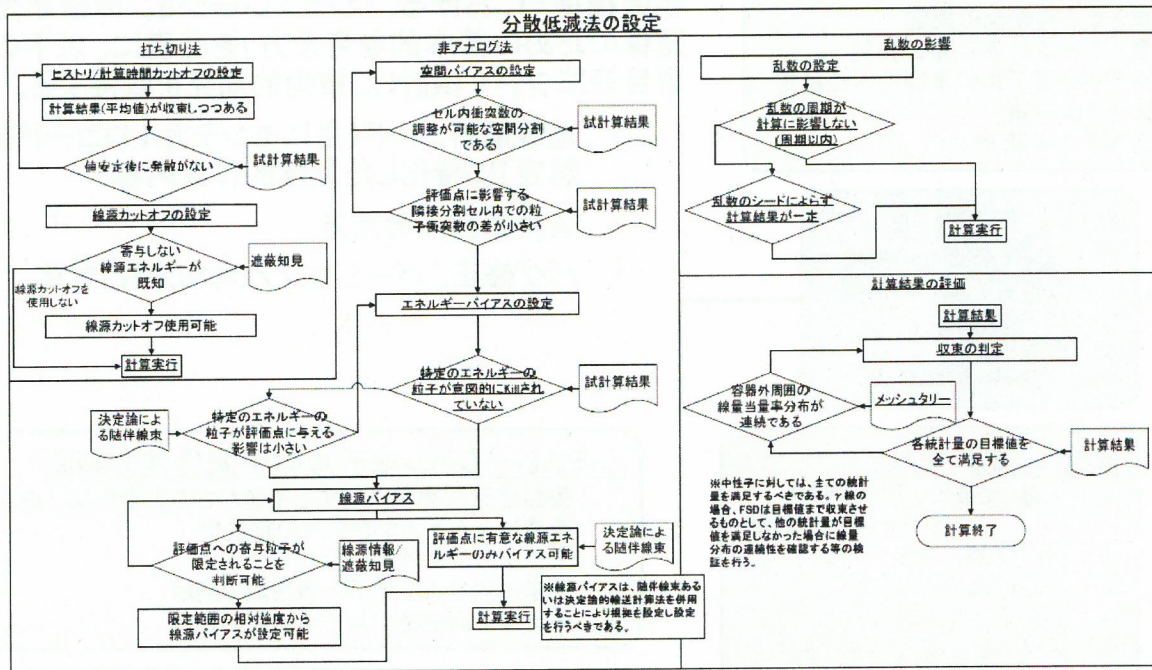 分散低減法の設定
打ち切り法
ヒストリ/計算時間カットオフの設定
計算結果(平均値)が収束しつつある
値安定後に発散がない
試計算結果
線源カットオフの設定
寄与しない
線源エネルギーが
既知
遮蔽知見
線源カットオフを
使用しない
線源カットオフ使用可能
計算実行
非アナログ法
空間バイアスの設定
セル内衝突数の
調整が可能な空間分割
である
試計算結果
評価点に影響する
隣接分割セル内での粒
子衝突数の差が小さい
試計算結果
エネルギーバイアスの設定
特定のエネルギーの
粒子が意図的にKillされ
ていない
試計算結果
決定論によ
る随伴線束
特定のエネルギーの
粒子が評価点に与える
影響は小さい
線源バイアス
評価点への寄与粒子が
限定されることを
判断可能
線源情報/
遮蔽知見
限定範囲の相対強度から
線源バイアスが設定可能
評価点に有意な線源エネ
ルギーのみバイアス可能
決定論によ
る随伴線束
計算実行
※線源バイアスは、随伴線束ある
いは決定論的輸送計算法を併用
することにより根拠を設定し設定
を行うべきである。
乱数の影響
乱数の設定
乱数の周期が
計算に影響しない
(周期以内)
乱数のシードによらず
計算結果が一定
計算実行
計算結果の評価
計算結果
収束の判定
容器外周囲の
線量当量率分布が
連続である
メッシュタリー
各統計量の目標値を
全て満足する
計算結果
※中性子に対しては、全ての統計
量を満足するべきである。γ線の
場合、FSDは目標値まで収束させ
るものとして、他の統計量が目標
値を満足しなかった場合に線量
分布の連続性を確認する等の検
証を行う。
計算終了